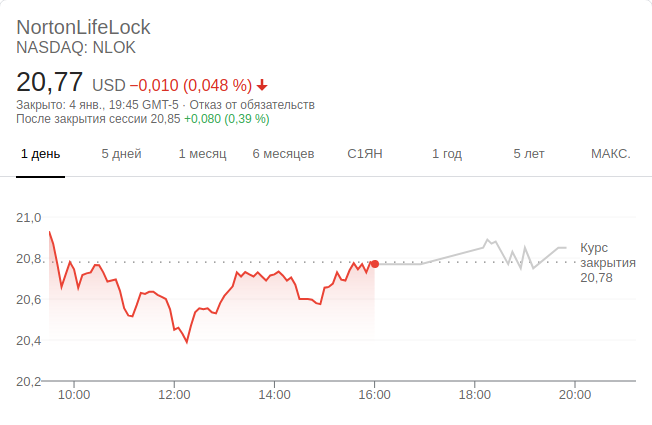 NortonLifeLock
NASDAQ: NLOK
20,77 USD −0,010 (0,048 %)
Закрыто: 4 янв., 19:45 GMT-5 · Отказ от обязательств
После закрытия сессии 20,85 +0,080 (0,39 %)
1 день 5 дней 1 месяц 6 месяцев С1ЯН 1 год 5 лет МАКС.
21,0
20,8
20,6
20,4
20,2
Курс
закрытия
20,78
10:00 12:00 14:00 16:00 18:00 20:00